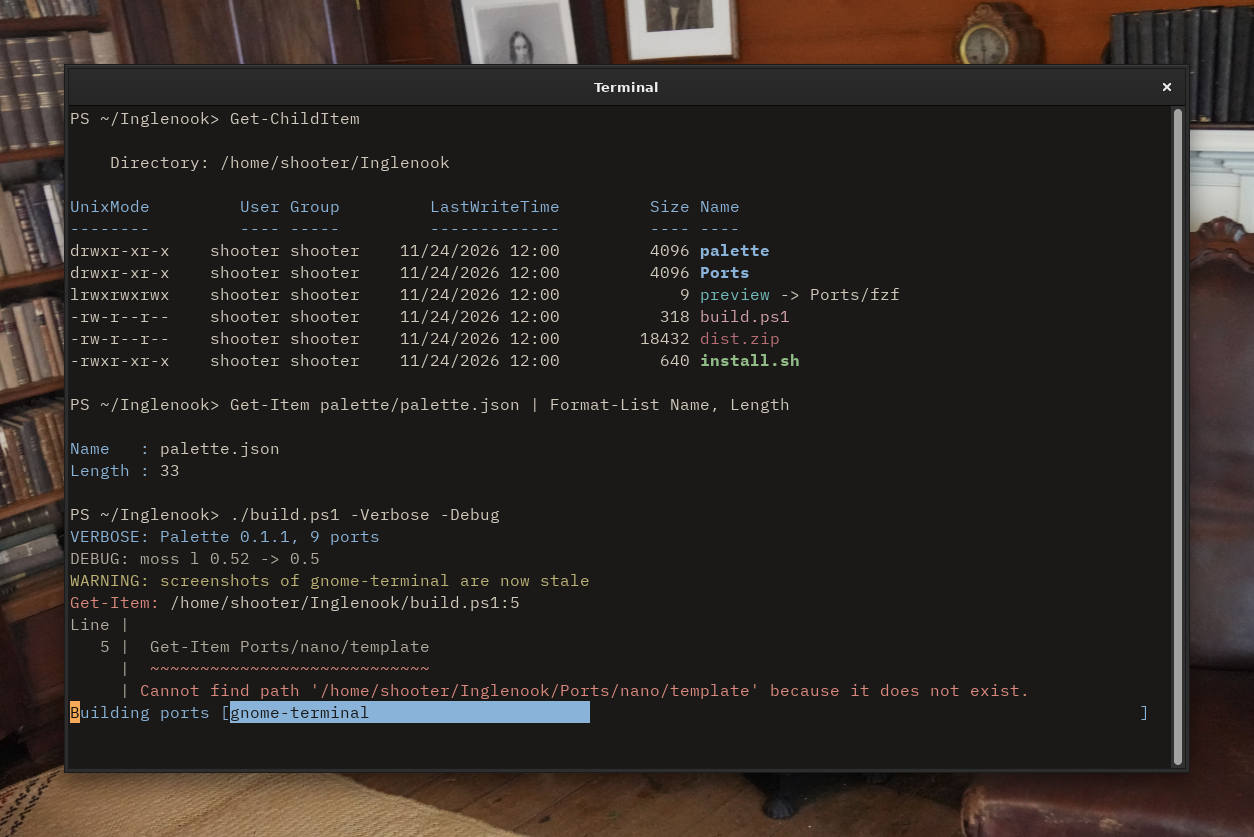 Terminal
PS ~/Inglenook> Get-ChildItem
    Directory: /home/shooter/Inglenook
UnixMode         User Group         LastWriteTime         Size Name
--------         ---- -----         -------------         ---- ----
drwxr-xr-x    shooter shooter    11/24/2026 12:00         4096 palette
drwxr-xr-x    shooter shooter    11/24/2026 12:00         4096 Ports
lrwxrwxrwx    shooter shooter    11/24/2026 12:00            9 preview -> Ports/fzf
-rw-r--r--    shooter shooter    11/24/2026 12:00          318 build.ps1
-rw-r--r--    shooter shooter    11/24/2026 12:00        18432 dist.zip
-rwxr-xr-x    shooter shooter    11/24/2026 12:00          640 install.sh
PS ~/Inglenook> Get-Item palette/palette.json | Format-List Name, Length
Name   : palette.json
Length : 33
PS ~/Inglenook> ./build.ps1 -Verbose -Debug
VERBOSE: Palette 0.1.1, 9 ports
DEBUG: moss l 0.52 -> 0.5
WARNING: screenshots of gnome-terminal are now stale
Get-Item: /home/shooter/Inglenook/build.ps1:5
Line |
   5 |  Get-Item Ports/nano/template
     |  ~~~~~~~~~~~~~~~~~~~~~~~~~~~~
     | Cannot find path '/home/shooter/Inglenook/Ports/nano/template' because it does not exist.
Building ports [gnome-terminal                                                                             ]